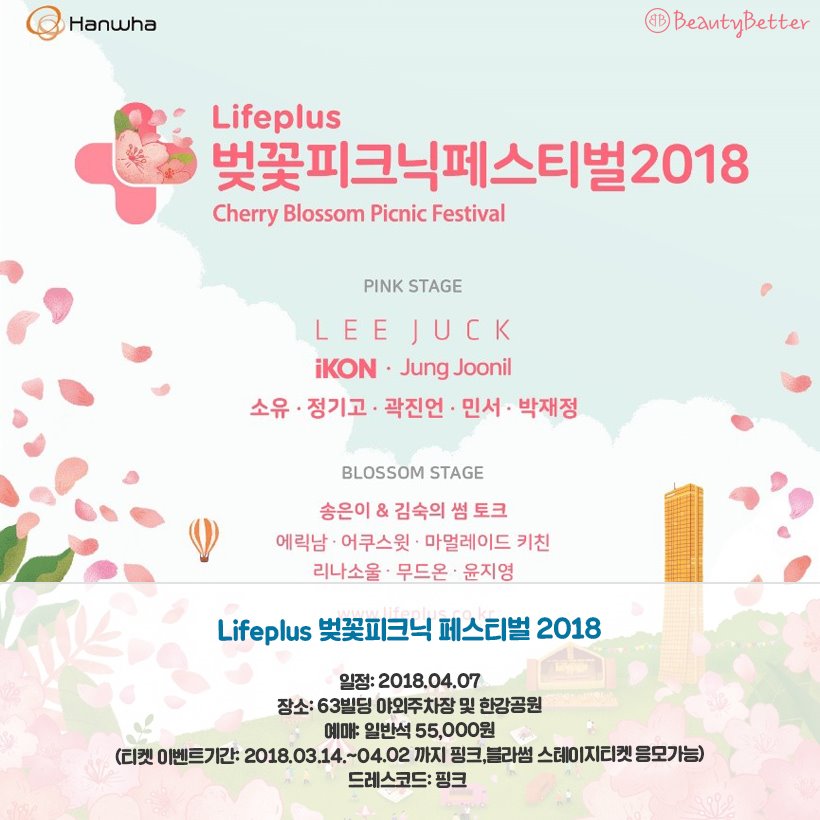 Hanwha
BeautyBetter
Lifeplus
벚꽃피크닉페스티벌2018
Cherry Blossom Picnic Festival
PINK STAGE
LEE JUCK
iKON · Jung Joonil
소유 · 정기고 · 곽진언 · 민서 · 박재정
BLOSSOM STAGE
송은이 & 김숙의 썸 토크
에릭남 · 어쿠스윗 · 마멀레이드 키친
리나소울 · 무드온 · 윤지영
www.lifeplus.co.kr
Lifeplus 벚꽃피크닉 페스티벌 2018
일정: 2018.04.07
장소: 63빌딩 야외주차장 및 한강공원
예매: 일반석 55,000원
(티켓 이벤트기간: 2018.03.14.~04.02 까지 핑크,블라썸 스테이지티켓 응모가능)
드레스코드: 핑크